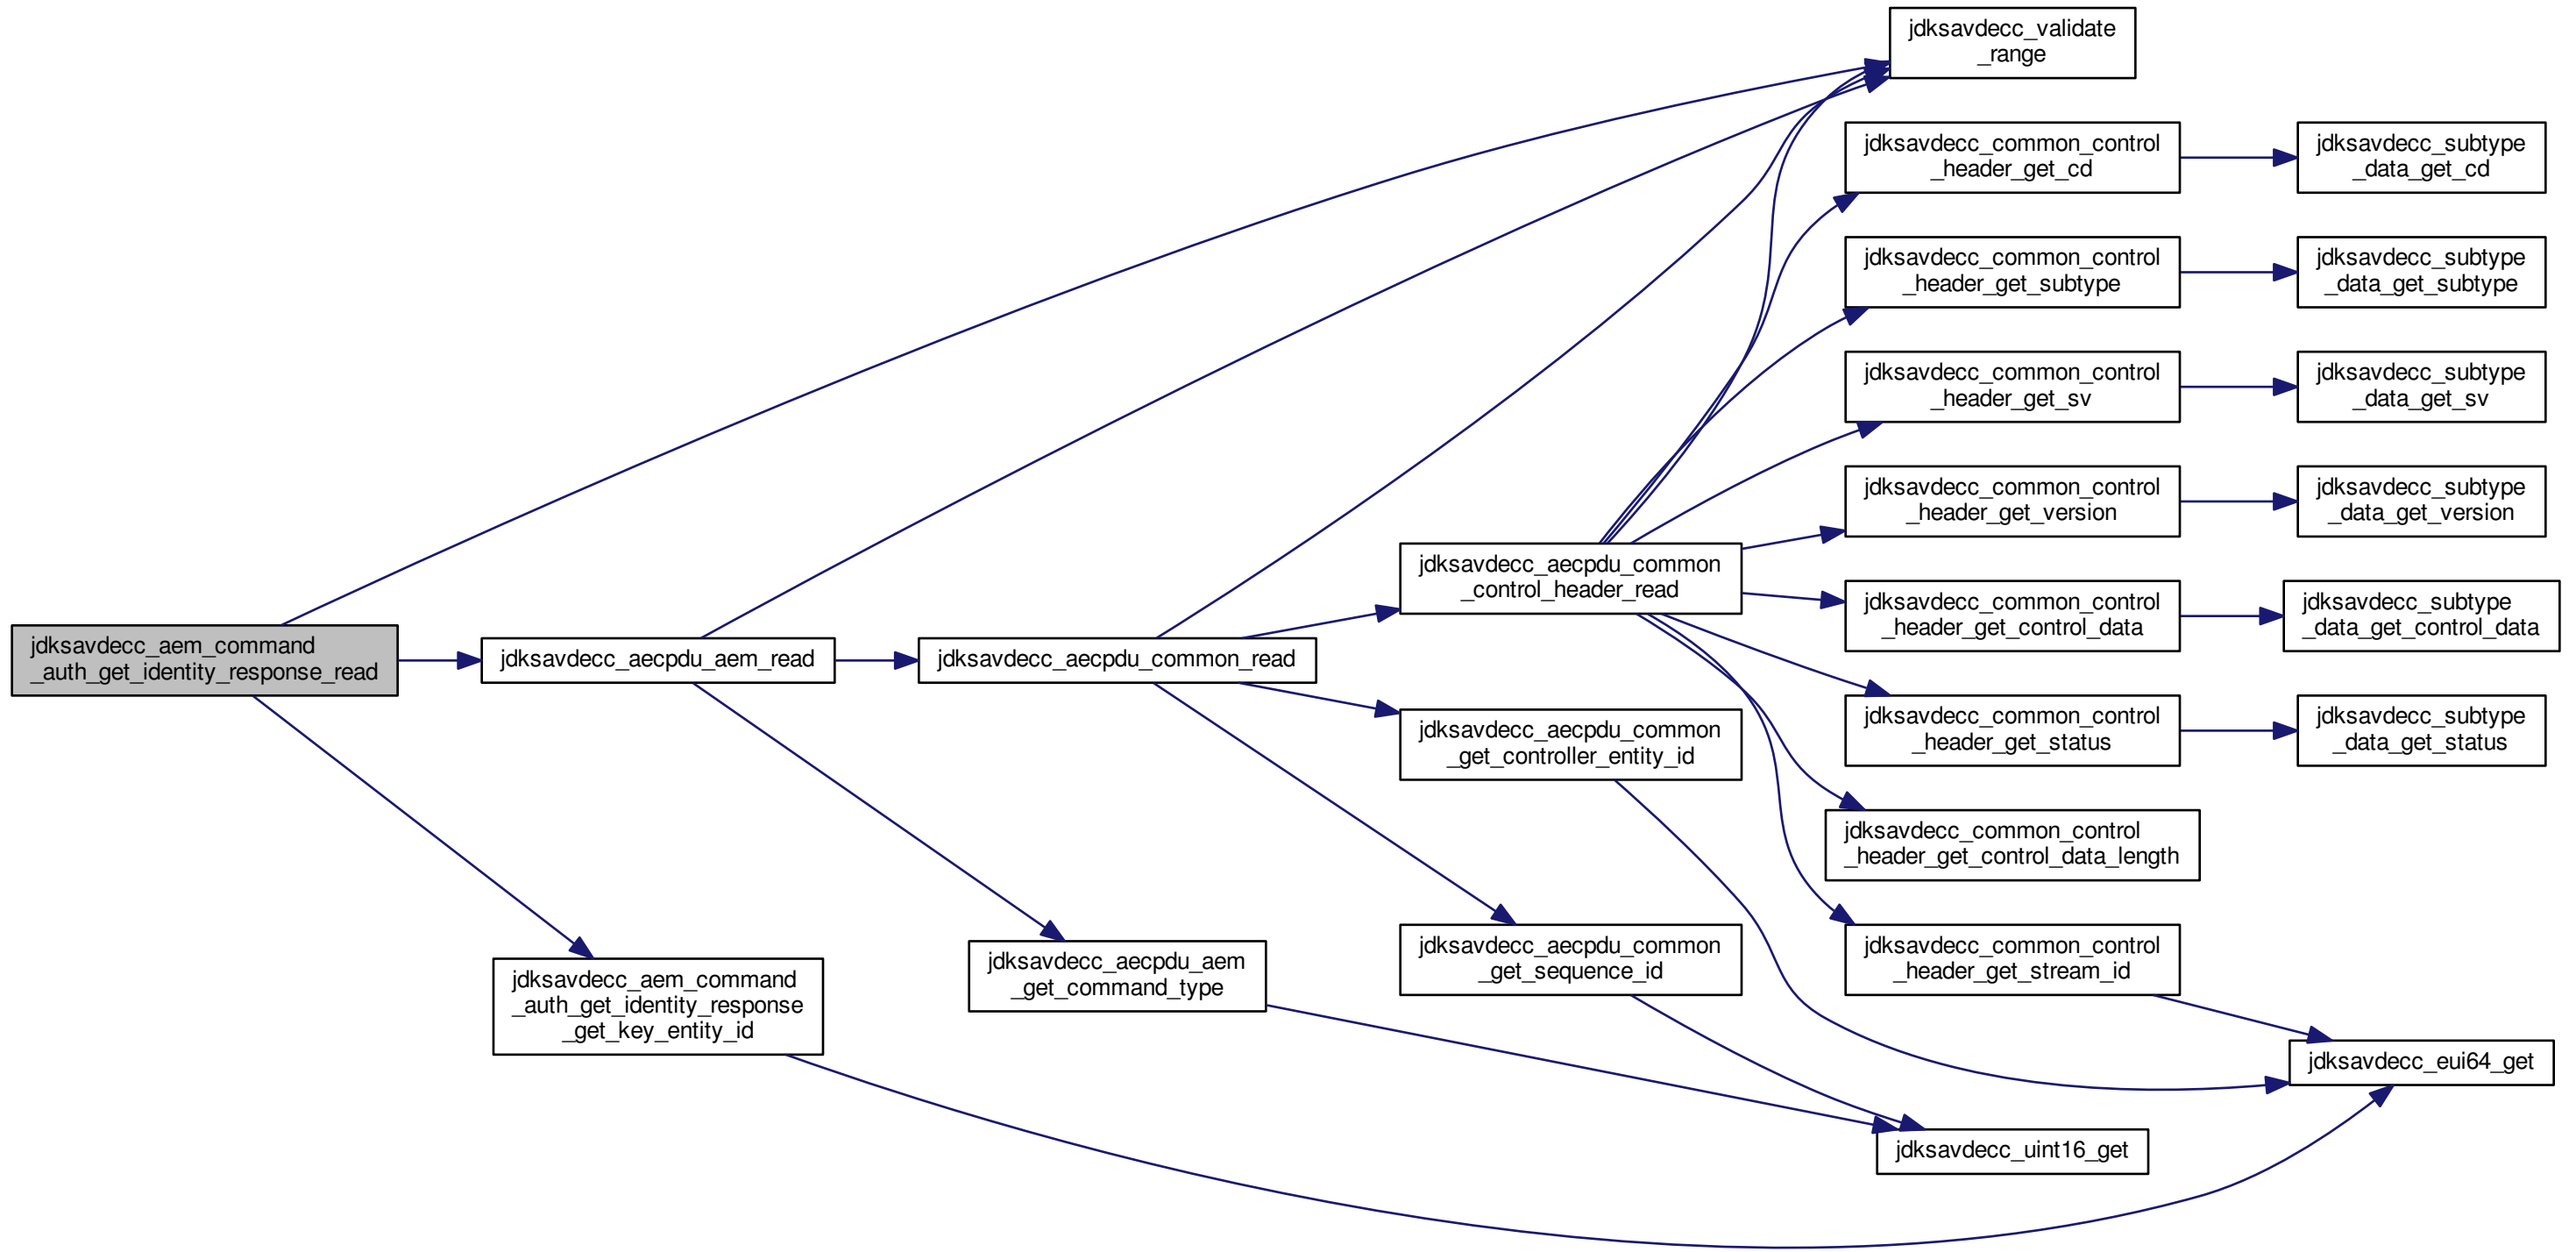 jdksavdecc_aem_command
_auth_get_identity_response_read
jdksavdecc_aecpdu_aem_read
jdksavdecc_aem_command
_auth_get_identity_response
_get_key_entity_id
jdksavdecc_aecpdu_common_read
jdksavdecc_aecpdu_aem
_get_command_type
jdksavdecc_aecpdu_common
_control_header_read
jdksavdecc_aecpdu_common
_get_controller_entity_id
jdksavdecc_aecpdu_common
_get_sequence_id
jdksavdecc_validate
_range
jdksavdecc_common_control
_header_get_cd
jdksavdecc_common_control
_header_get_subtype
jdksavdecc_common_control
_header_get_sv
jdksavdecc_common_control
_header_get_version
jdksavdecc_common_control
_header_get_control_data
jdksavdecc_common_control
_header_get_status
jdksavdecc_common_control
_header_get_control_data_length
jdksavdecc_common_control
_header_get_stream_id
jdksavdecc_uint16_get
jdksavdecc_subtype
_data_get_cd
jdksavdecc_subtype
_data_get_subtype
jdksavdecc_subtype
_data_get_sv
jdksavdecc_subtype
_data_get_version
jdksavdecc_subtype
_data_get_control_data
jdksavdecc_subtype
_data_get_status
jdksavdecc_eui64_get